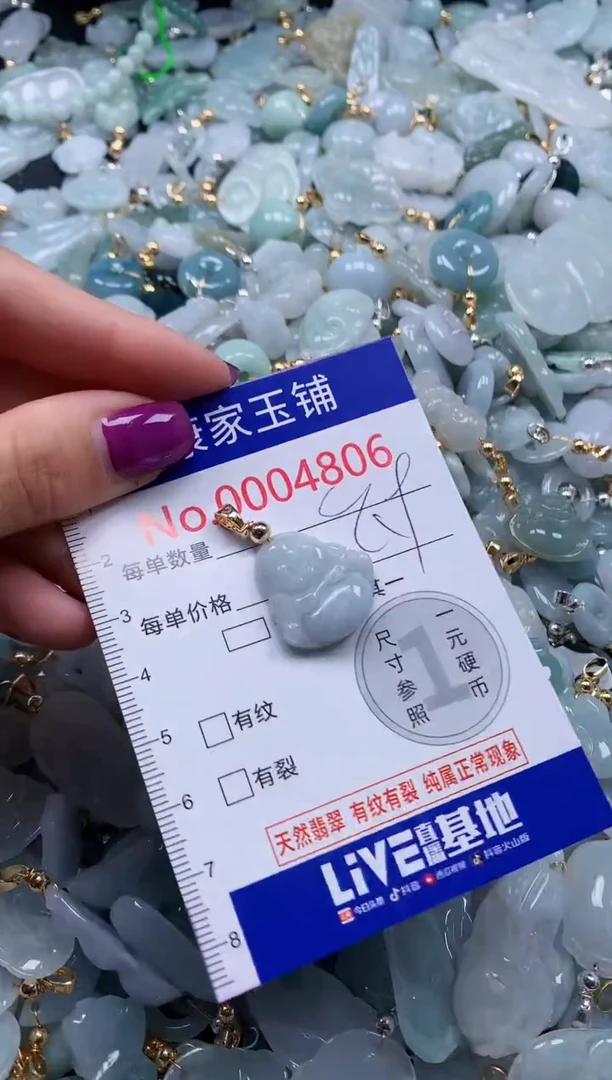 家玉铺
No.0004806
2
每单数量
3
每单价格
其一
4
一元硬币
尺寸参照
1
5
有纹
6
有裂
天然翡翠 有纹有裂 纯属正常现象
7
LiVE直播基地
今日头条 抖音 西瓜视频 抖音火山版
8